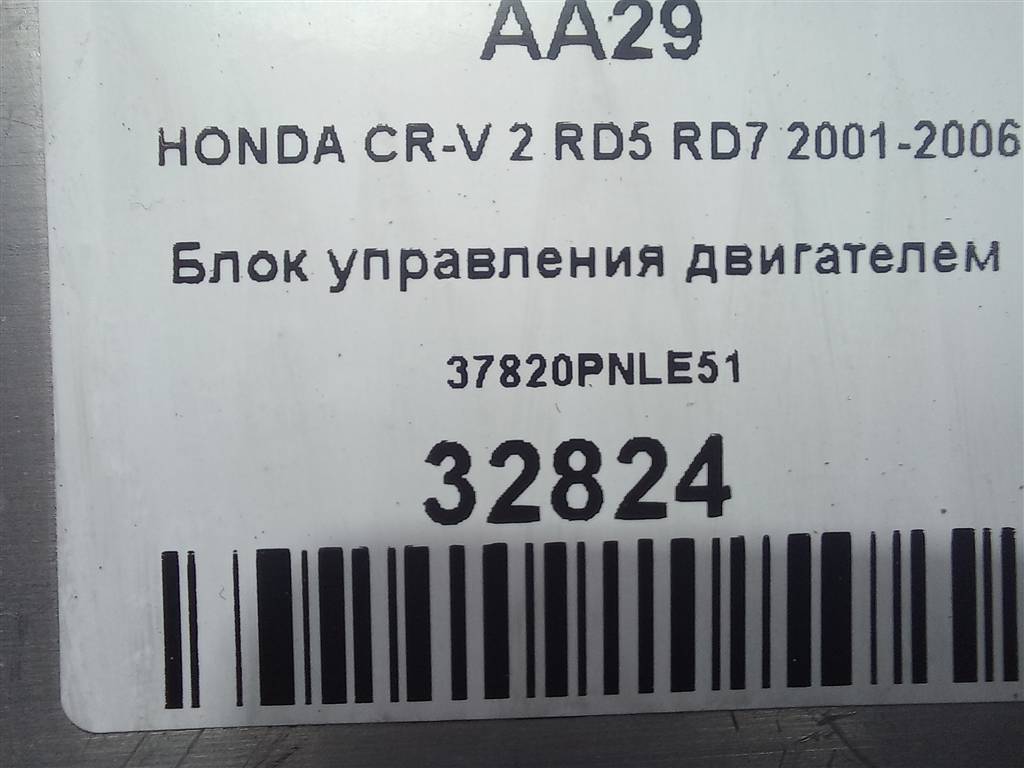 AA29
HONDA CR-V 2 RD5 RD7 2001-2006
Блок управления двигателем
37820PNLE51
32824